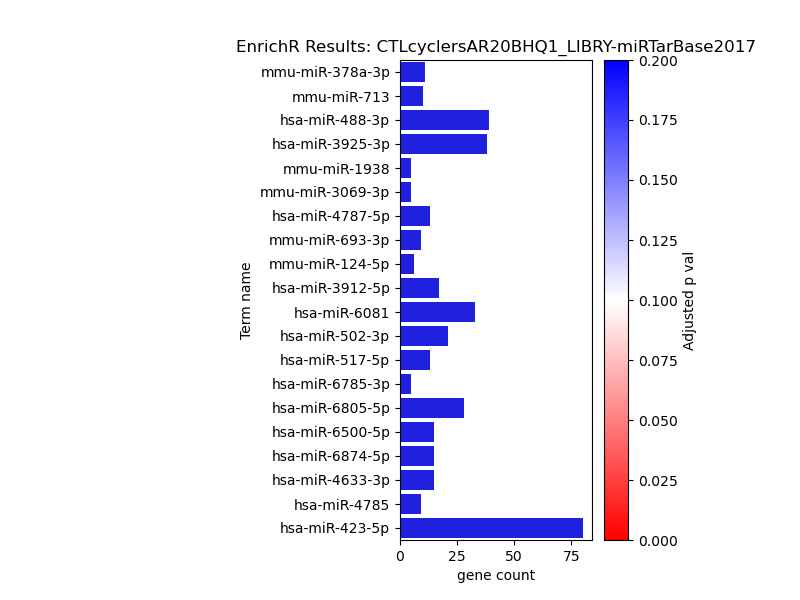 EnrichR Results: CTLcyclersAR20BHQ1_LIBRY-miRTarBase2017
mmu-miR-378a-3p
mmu-miR-713
hsa-miR-488-3p
hsa-miR-3925-3p
mmu-miR-1938
mmu-miR-3069-3p
hsa-miR-4787-5p
mmu-miR-693-3p
mmu-miR-124-5p
hsa-miR-3912-5p
hsa-miR-6081
hsa-miR-502-3p
hsa-miR-517-5p
hsa-miR-6785-3p
hsa-miR-6805-5p
hsa-miR-6500-5p
hsa-miR-6874-5p
hsa-miR-4633-3p
hsa-miR-4785
hsa-miR-423-5p
Term name
0 25 50 75
gene count
0.200
0.175
0.150
0.125
0.100
0.075
0.050
0.025
0.000
Adjusted p val